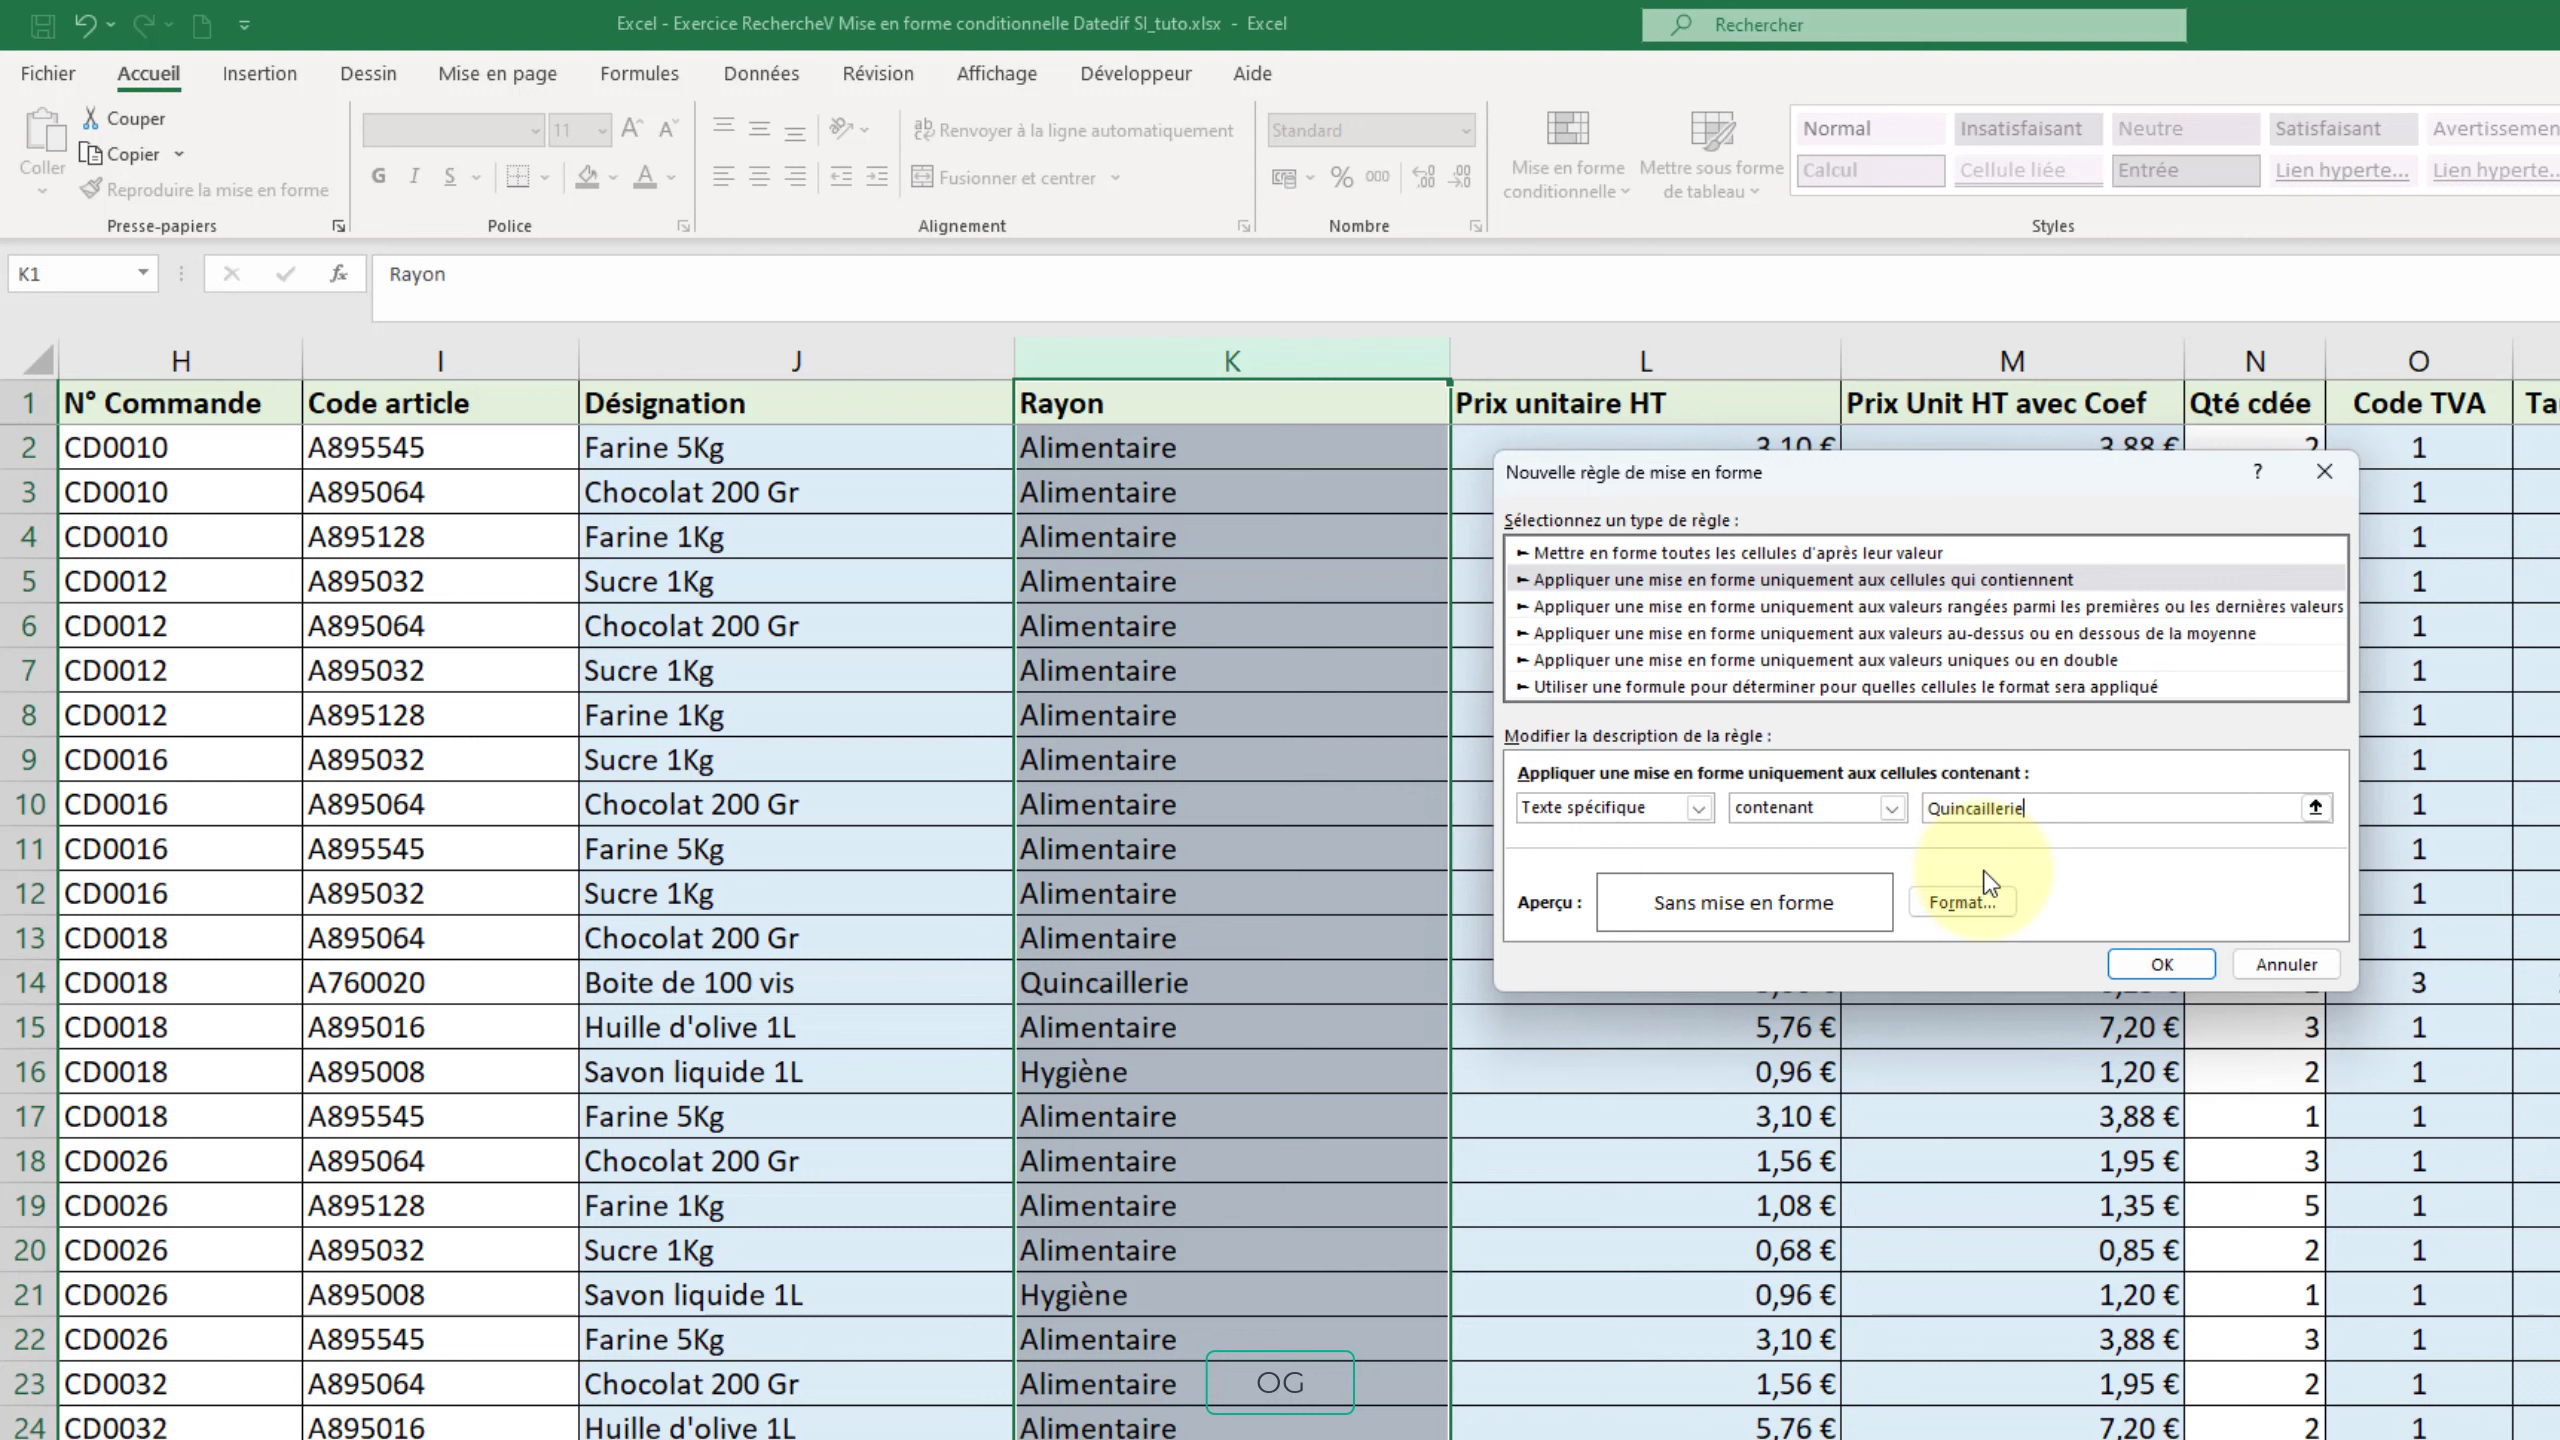 Excel - Exercice RechercheV Mise en forme conditionnelle Datedif SI_tuto.xlsx - Excel
Rechercher
Fichier Accueil Insertion Dessin Mise en page Formules Données Révision Affichage Développeur Aide
Coller
Couper
Copier
Reproduire la mise en forme
Presse-papiers
11
G I S
Police
Renvoyer à la ligne automatiquement
Fusionner et centrer
Alignement
Standard
% 000
Nombre
Mise en forme conditionnelle
Mettre sous forme de tableau
Normal Insatisfaisant Neutre Satisfaisant Avertissemen
Calcul Cellule liée Entrée Lien hyperte... Lien hyperte...
Styles
K1 fx Rayon
H I J K L M N O
1 N° Commande Code article Désignation Rayon Prix unitaire HT Prix Unit HT avec Coef Qté cdée Code TVA Ta
2 CD0010 A895545 Farine 5Kg Alimentaire 3,10 € 3,88 € 2 1
3 CD0010 A895064 Chocolat 200 Gr Alimentaire 1
4 CD0010 A895128 Farine 1Kg Alimentaire 1
5 CD0012 A895032 Sucre 1Kg Alimentaire 1
6 CD0012 A895064 Chocolat 200 Gr Alimentaire 1
7 CD0012 A895032 Sucre 1Kg Alimentaire 1
8 CD0012 A895128 Farine 1Kg Alimentaire 1
9 CD0016 A895032 Sucre 1Kg Alimentaire 1
10 CD0016 A895064 Chocolat 200 Gr Alimentaire 1
11 CD0016 A895545 Farine 5Kg Alimentaire 1
12 CD0016 A895032 Sucre 1Kg Alimentaire 1
13 CD0018 A895064 Chocolat 200 Gr Alimentaire 1
14 CD0018 A760020 Boite de 100 vis Quincaillerie 3
15 CD0018 A895016 Huille d'olive 1L Alimentaire 5,76 € 7,20 € 3 1
16 CD0018 A895008 Savon liquide 1L Hygiène 0,96 € 1,20 € 2 1
17 CD0018 A895545 Farine 5Kg Alimentaire 3,10 € 3,88 € 1 1
18 CD0026 A895064 Chocolat 200 Gr Alimentaire 1,56 € 1,95 € 3 1
19 CD0026 A895128 Farine 1Kg Alimentaire 1,08 € 1,35 € 5 1
20 CD0026 A895032 Sucre 1Kg Alimentaire 0,68 € 0,85 € 2 1
21 CD0026 A895008 Savon liquide 1L Hygiène 0,96 € 1,20 € 1 1
22 CD0026 A895545 Farine 5Kg Alimentaire 3,10 € 3,88 € 3 1
23 CD0032 A895064 Chocolat 200 Gr Alimentaire 1,56 € 1,95 € 2 1
24 CD0032 A895016 Huille d'olive 1L Alimentaire 5,76 € 7,20 € 2 1
OG
Nouvelle règle de mise en forme ?
Sélectionnez un type de règle :
► Mettre en forme toutes les cellules d'après leur valeur
► Appliquer une mise en forme uniquement aux cellules qui contiennent
► Appliquer une mise en forme uniquement aux valeurs rangées parmi les premières ou les dernières valeurs
► Appliquer une mise en forme uniquement aux valeurs au-dessus ou en dessous de la moyenne
► Appliquer une mise en forme uniquement aux valeurs uniques ou en double
► Utiliser une formule pour déterminer pour quelles cellules le format sera appliqué
Modifier la description de la règle :
Appliquer une mise en forme uniquement aux cellules contenant :
Texte spécifique contenant Quincaillerie
Aperçu : Sans mise en forme Format...
OK Annuler